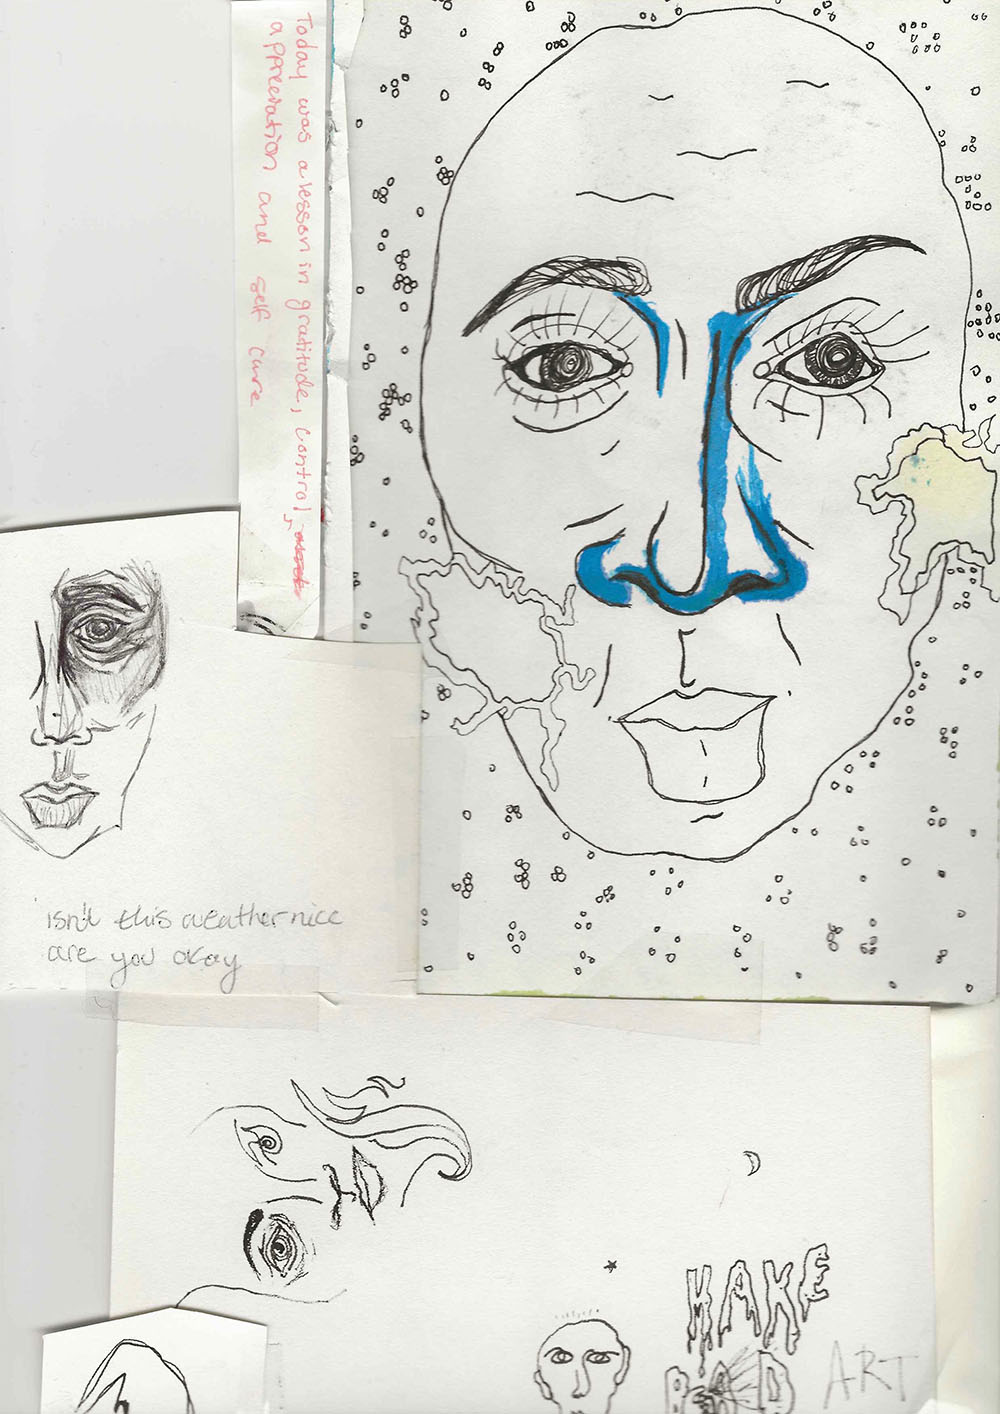 Today was a lesson in gratitude, control,
appreciation and self care
isn't this weather nice
are you okay
MAKE
BAD ART